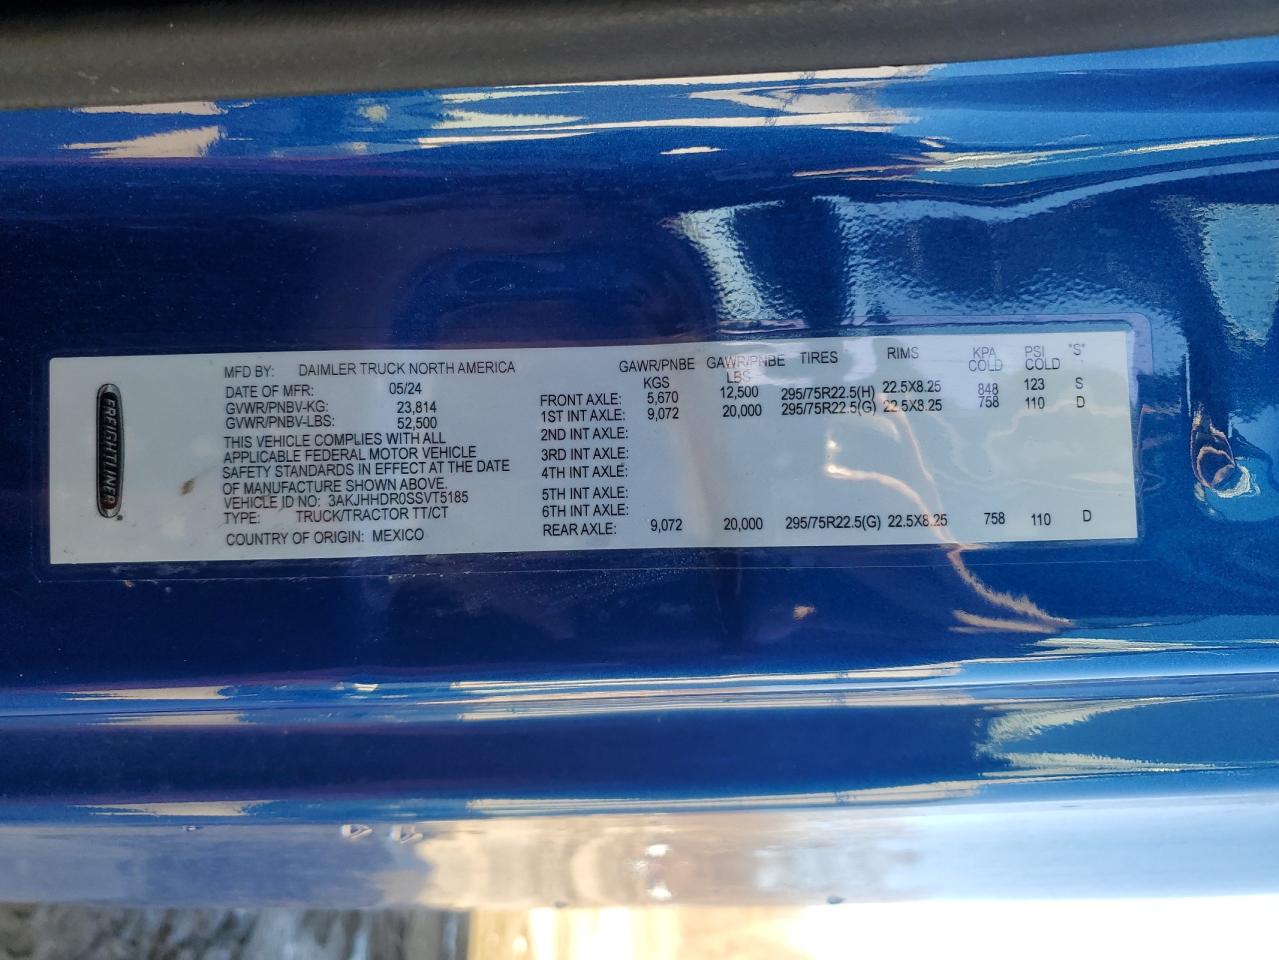 FREIGHTLINER
MFD BY: DAIMLER TRUCK NORTH AMERICA
DATE OF MFR: 05/24
GVWR/PNBV-KG: 23,814
GVWR/PNBV-LBS: 52,500
THIS VEHICLE COMPLIES WITH ALL
APPLICABLE FEDERAL MOTOR VEHICLE
SAFETY STANDARDS IN EFFECT AT THE DATE
OF MANUFACTURE SHOWN ABOVE.
VEHICLE ID NO: 3AKJHHDR0SSVT5185
TYPE: TRUCK/TRACTOR TT/CT
COUNTRY OF ORIGIN: MEXICO
GAWR/PNBE GAWR/PNBE TIRES RIMS KPA PSI "S"
KGS LBS COLD COLD
FRONT AXLE: 5,670 12,500 295/75R22.5(H) 22.5X8.25 848 123 S
1ST INT AXLE: 9,072 20,000 295/75R22.5(G) 22.5X8.25 758 110 D
2ND INT AXLE:
3RD INT AXLE:
4TH INT AXLE:
5TH INT AXLE:
6TH INT AXLE:
REAR AXLE: 9,072 20,000 295/75R22.5(G) 22.5X8.25 758 110 D